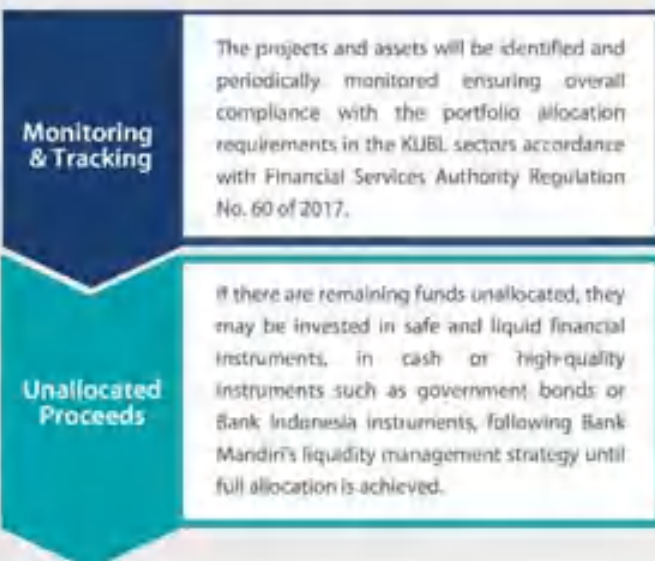 Monitoring
& Tracking
The projects and assets will be identified and
periodically monitored ensuring overall
compliance with the portfolio allocation
requirements in the KUBL sectors accordance
with Financial Services Authority Regulation
No. 60 of 2017.
Unallocated
Proceeds
If there are remaining funds unallocated, they
may be invested in safe and liquid financial
instruments, in cash or high-quality
instruments such as government bonds or
Bank Indonesia instruments, following Bank
Mandiri's liquidity management strategy until
full allocation is achieved.